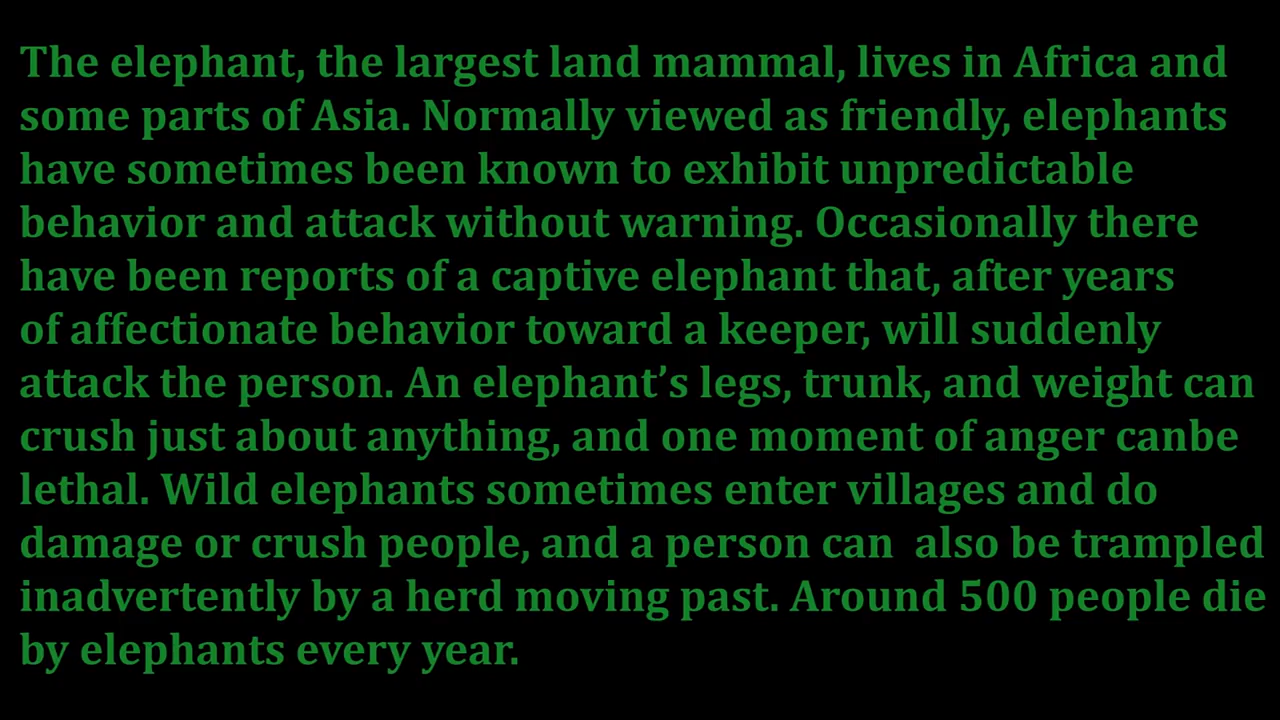 The elephant, the largest land mammal, lives in Africa and
some parts of Asia. Normally viewed as friendly, elephants
have sometimes been known to exhibit unpredictable
behavior and attack without warning. Occasionally there
have been reports of a captive elephant that, after years
of affectionate behavior toward a keeper, will suddenly
attack the person. An elephant’s legs, trunk, and weight can
crush just about anything, and one moment of anger canbe
lethal. Wild elephants sometimes enter villages and do
damage or crush people, and a person can  also be trampled
inadvertently by a herd moving past. Around 500 people die
by elephants every year.